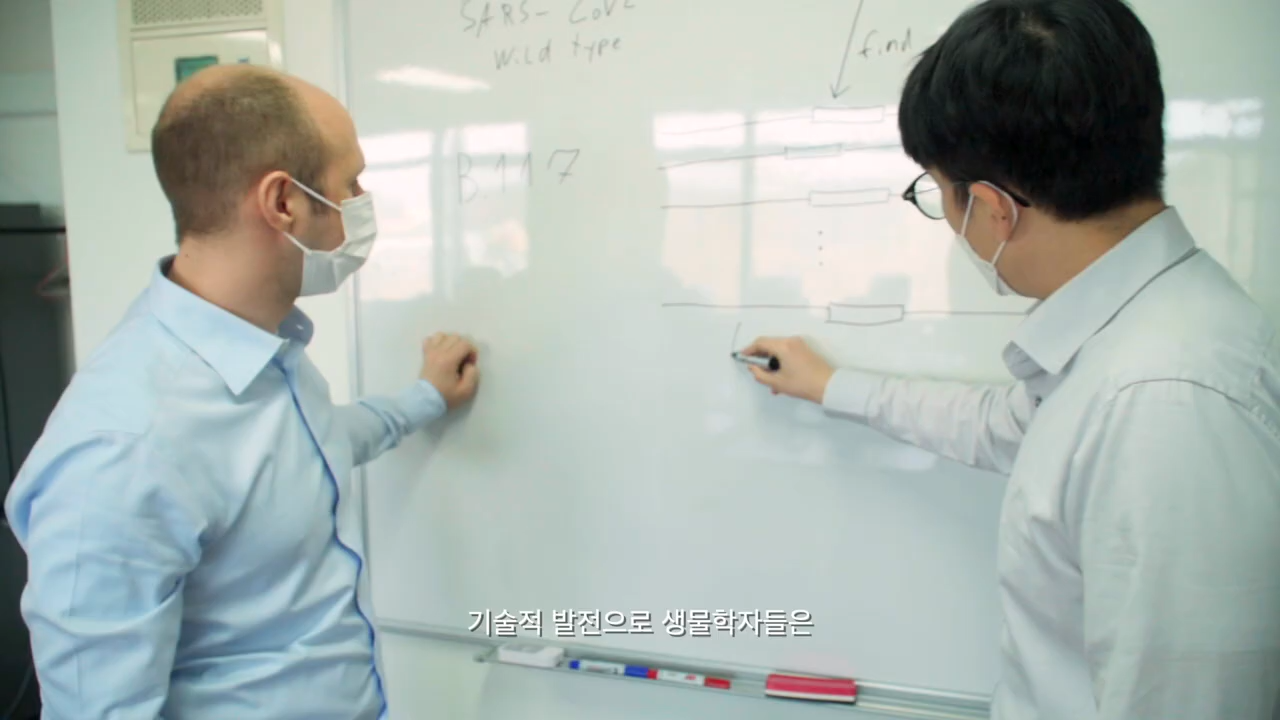 SARS-CoV2
Wild type
find
B.1.1.7
기술적 발전으로 생물학자들은